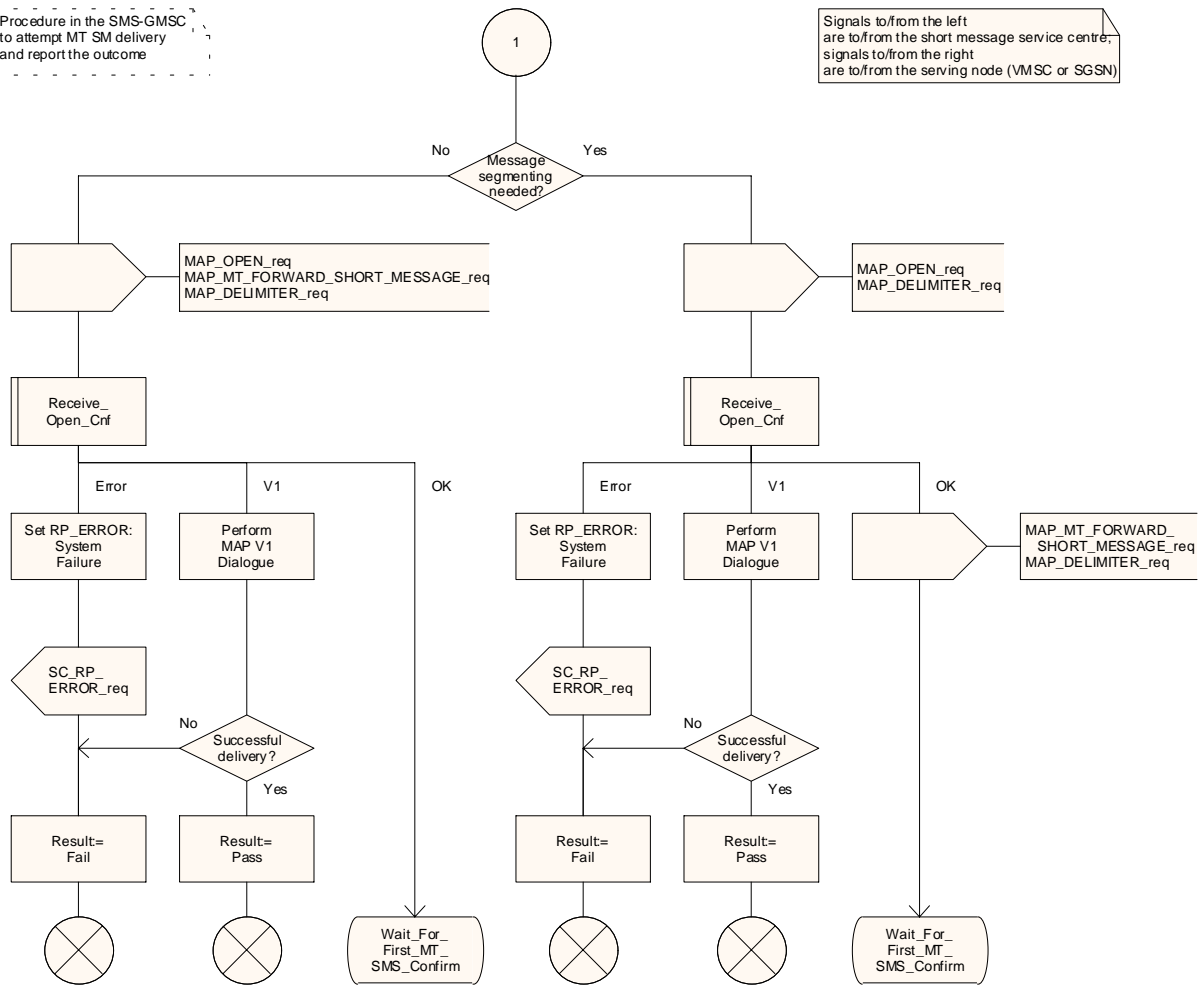 Procedure in the SMS-GMSC
to attempt MT SM delivery
and report the outcome
1
Signals to/from the left
are to/from the short message service centre;
signals to/from the right
are to/from the serving node (VMSC or SGSN)
No
Yes
Message
segmenting
needed?
MAP_OPEN_req
MAP_MT_FORWARD_SHORT_MESSAGE_req
MAP_DELIMITER_req
MAP_OPEN_req
MAP_DELIMITER_req
Receive_
Open_Cnf
Receive_
Open_Cnf
Error
V1
OK
Error
V1
OK
Set RP_ERROR:
System
Failure
Perform
MAP V1
Dialogue
Set RP_ERROR:
System
Failure
Perform
MAP V1
Dialogue
MAP_MT_FORWARD_
SHORT_MESSAGE_req
MAP_DELIMITER_req
SC_RP_
ERROR_req
SC_RP_
ERROR_req
No
Successful
delivery?
Yes
No
Successful
delivery?
Yes
Result:=
Fail
Result:=
Pass
Result:=
Fail
Result:=
Pass
Wait_For_
First_MT_
SMS_Confirm
Wait_For_
First_MT_
SMS_Confirm